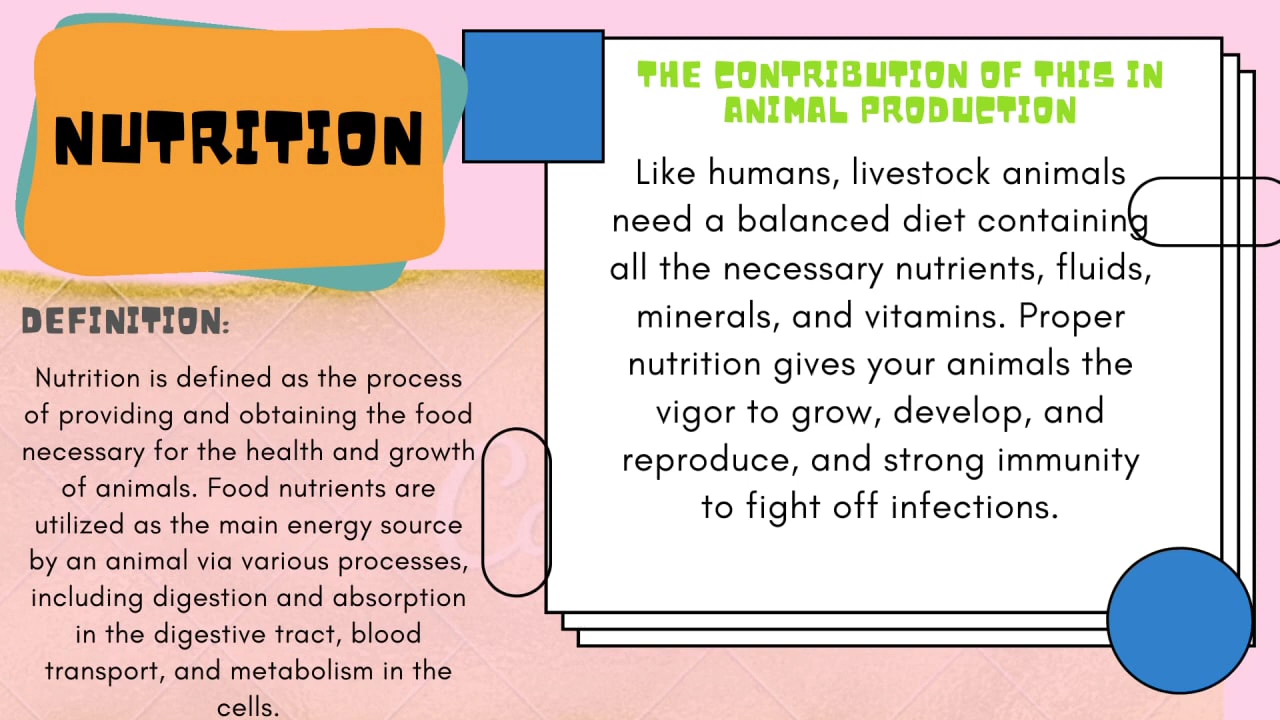 NUTRITION
DEFINITION:
Nutrition is defined as the process
of providing and obtaining the food
necessary for the health and growth
of animals. Food nutrients are
utilized as the main energy source
by an animal via various processes,
including digestion and absorption
in the digestive tract, blood
transport, and metabolism in the
cells.
THE CONTRIBUTION OF THIS IN
ANIMAL PRODUCTION
Like humans, livestock animals
need a balanced diet containing
all the necessary nutrients, fluids,
minerals, and vitamins. Proper
nutrition gives your animals the
vigor to grow, develop, and
reproduce, and strong immunity
to fight off infections.